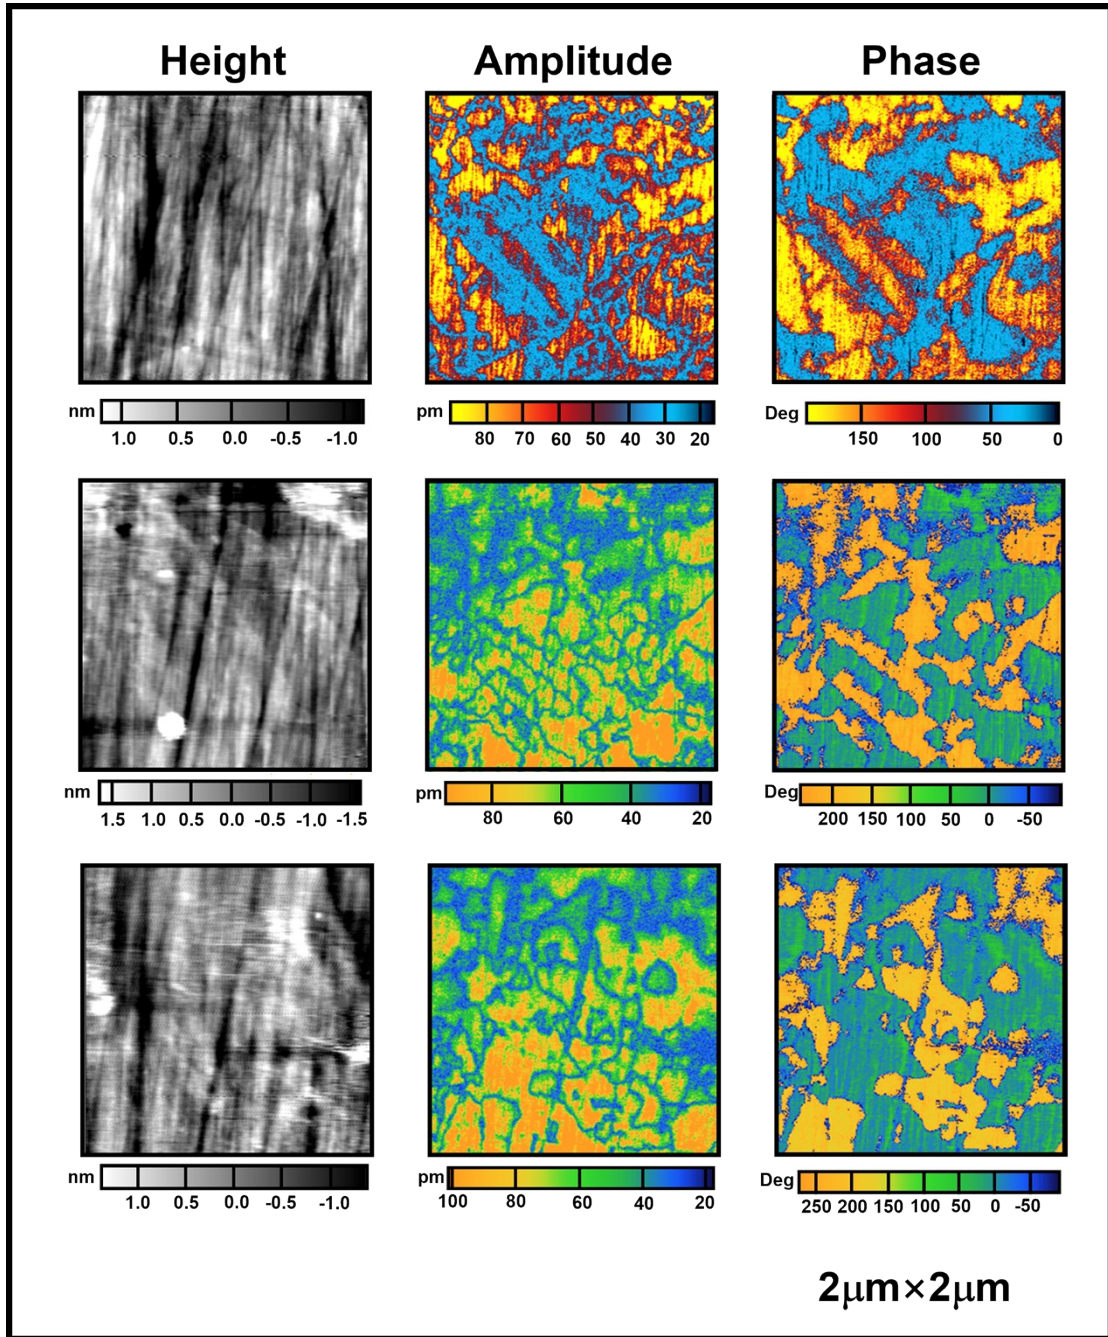 Height Amplitude Phase
nm 1.0 0.5 0.0 -0.5 -1.0
pm 80 70 60 50 40 30 20
Deg 150 100 50 0
nm 1.5 1.0 0.5 0.0 -0.5 -1.0 -1.5
pm 80 60 40 20
Deg 200 150 100 50 0 -50
nm 1.0 0.5 0.0 -0.5 -1.0
pm 100 80 60 40 20
Deg 250 200 150 100 50 0 -50
2μm×2μm